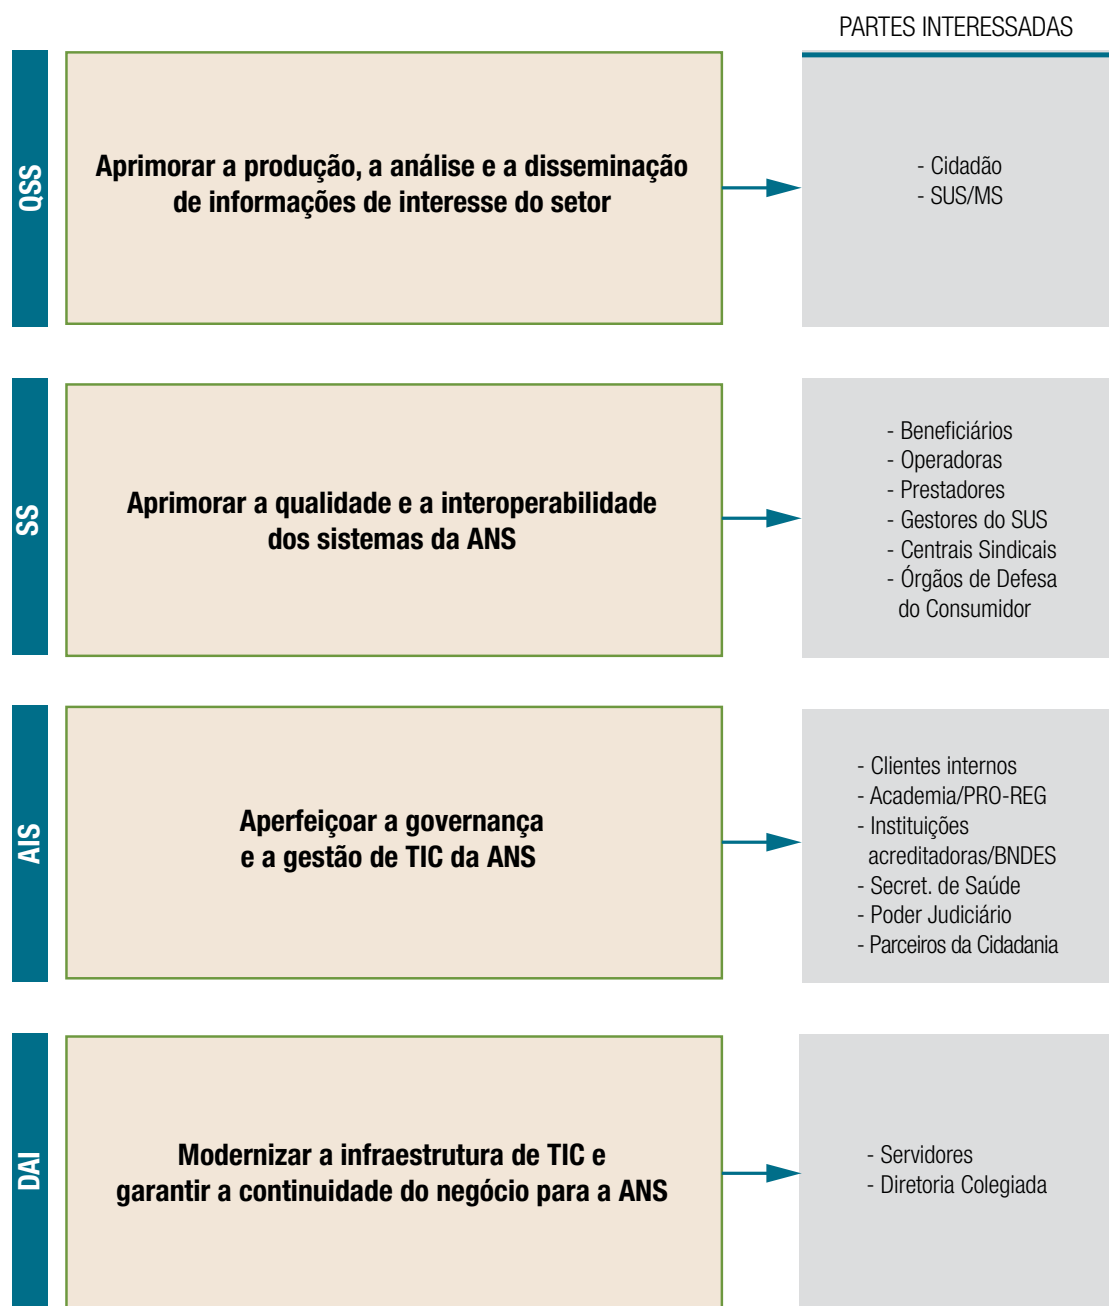 PARTES INTERESSADAS
QSS
Aprimorar a produção, a análise e a disseminação
de informações de interesse do setor
- Cidadão
- SUS/MS
SS
Aprimorar a qualidade e a interoperabilidade
dos sistemas da ANS
- Beneficiários
- Operadoras
- Prestadores
- Gestores do SUS
- Centrais Sindicais
- Órgãos de Defesa
do Consumidor
AIS
Aperfeiçoar a governança
e a gestão de TIC da ANS
- Clientes internos
- Academia/PRO-REG
- Instituições
acreditadoras/BNDES
- Secret. de Saúde
- Poder Judiciário
- Parceiros da Cidadania
DAI
Modernizar a infraestrutura de TIC e
garantir a continuidade do negócio para a ANS
- Servidores
- Diretoria Colegiada